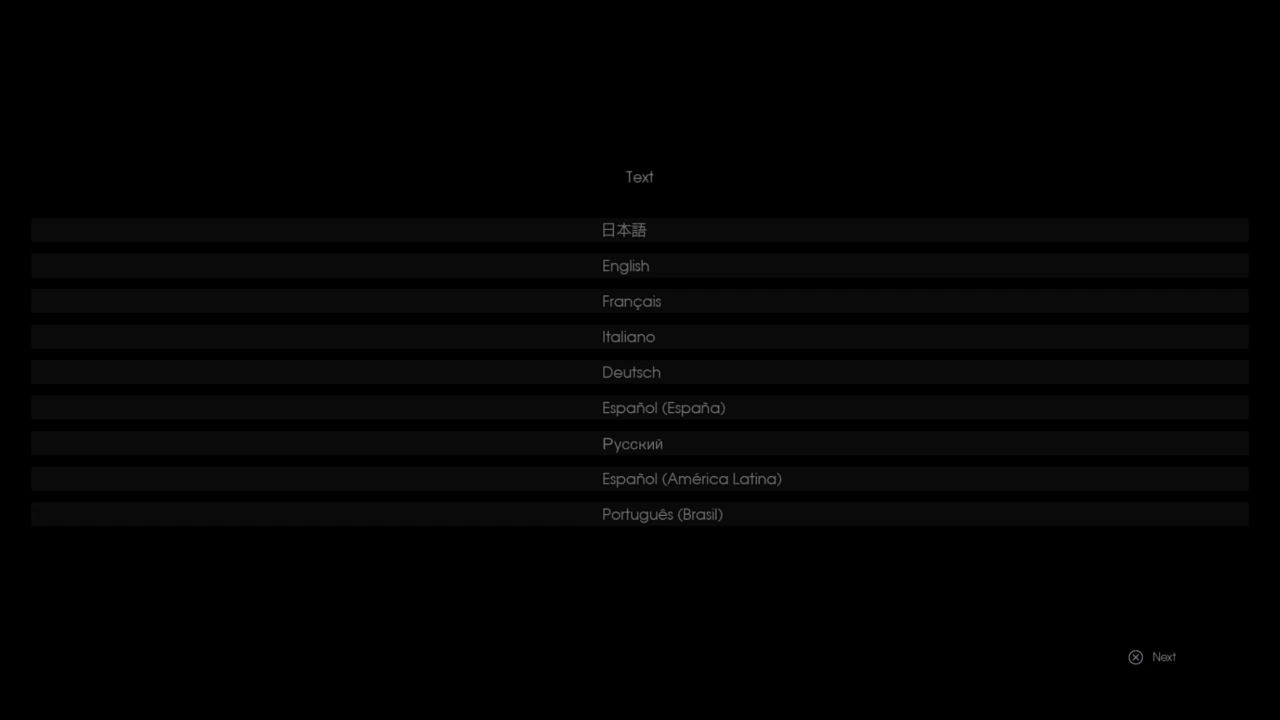 Text
日本語
English
Français
Italiano
Deutsch
Español (España)
Русский
Español (América Latina)
Português (Brasil)
Next